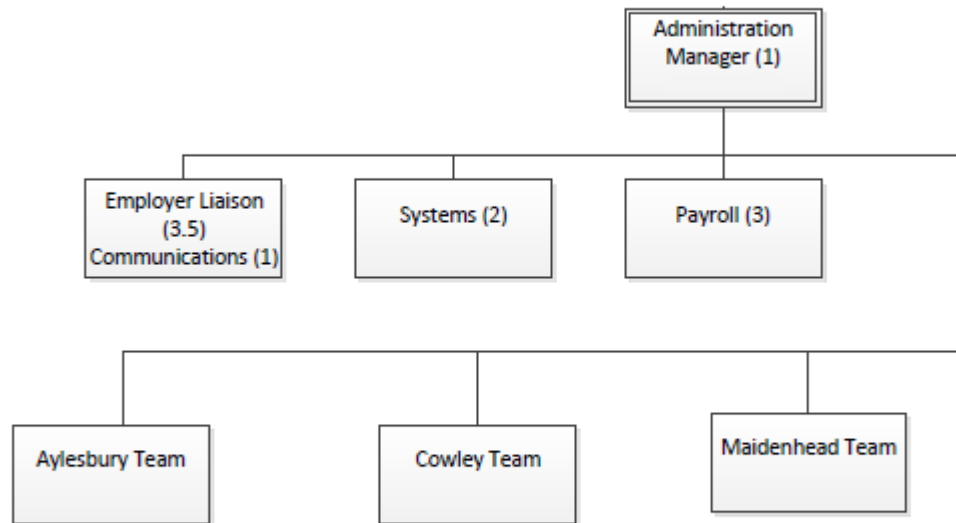 Administration
Manager (1)
Employer Liaison
(3.5)
Communications (1)
Systems (2)
Payroll (3)
Aylesbury Team
Cowley Team
Maidenhead Team